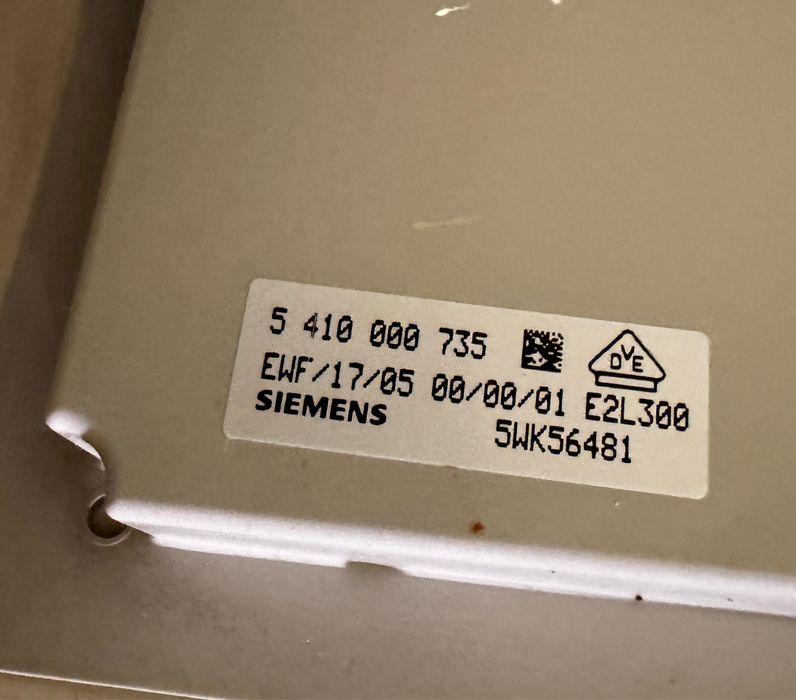 5 410 000 735
DVE
EWF/17/05 00/00/01 E2L300
SIEMENS
5WK56481